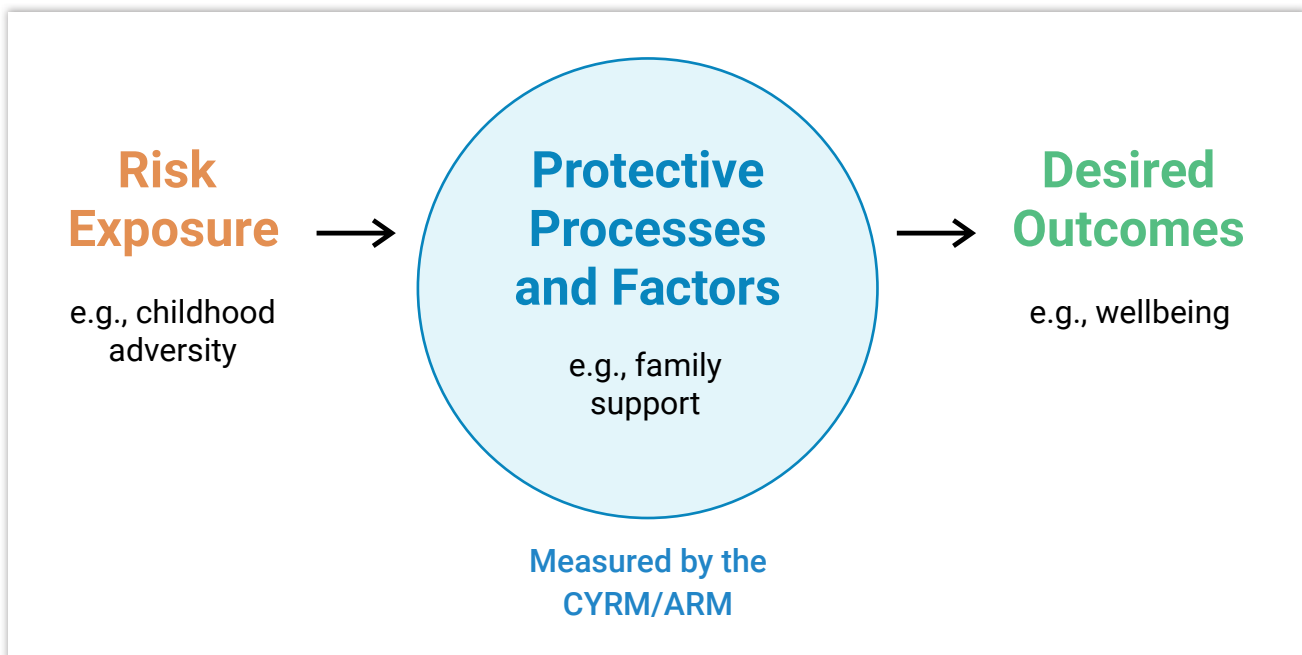 Risk
Exposure
e.g., childhood
adversity
Protective
Processes
and Factors
e.g., family
support
Measured by the
CYRM/ARM
Desired
Outcomes
e.g., wellbeing